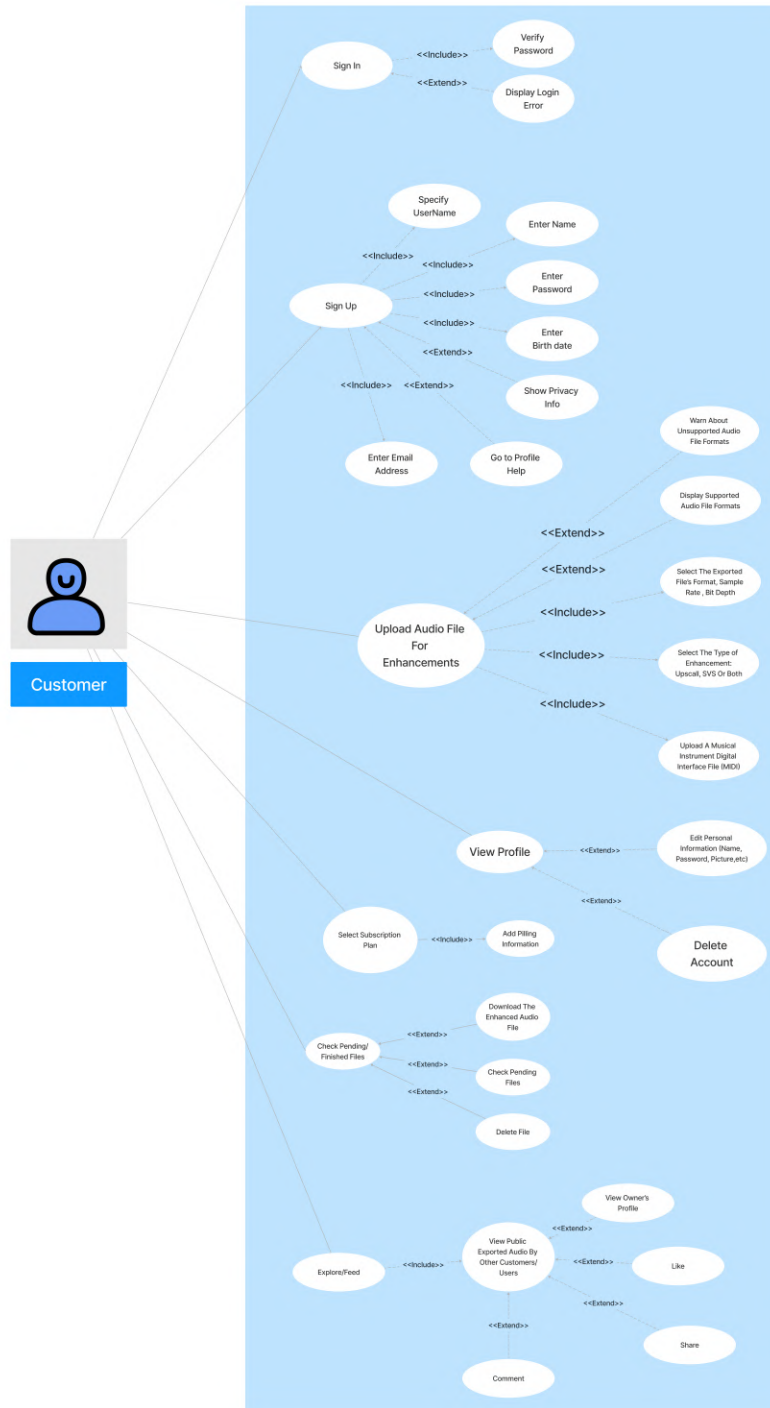 Verify
Password
<<Include>>
Sign In
<<Extend>>
Display Login
Error
Specify
UserName
Enter Name
<<Include>>
<<Include>>
Enter
Password
<<Include>>
Sign Up
<<Include>>
Enter
Birth date
<<Extend>>
<<Include>>
<<Extend>>
Show Privacy
Info
Enter Email
Address
Go to Profile
Help
Warn About
Unsupported Audio
File Formats
Display Supported
Audio File Formats
<<Extend>>
<<Extend>>
Select The Exported
File's Format, Sample
Rate , Bit Depth
<<Include>>
Upload Audio File
For
Enhancements
<<Include>>
Select The Type of
Enhancement:
Upscall, SVS Or Both
Customer
<<Include>>
Upload A Musical
Instrument Digital
Interface File (MIDI)
View Profile
<<Extend>>
Edit Personal
Information (Name,
Password, Picture,etc)
<<Extend>>
Delete
Account
Select Subscription
Plan
<<Include>>
Add Pilling
Information
Download The
Enhanced Audio
File
<<Extend>>
Check Pending/
Finished Files
<<Extend>>
Check Pending
Files
<<Extend>>
Delete File
View Owner's
Profile
<<Extend>>
View Public
Exported Audio By
Other Customers/
Users
Explore/Feed
<<Include>>
<<Extend>>
Like
<<Extend>>
<<Extend>>
Share
Comment